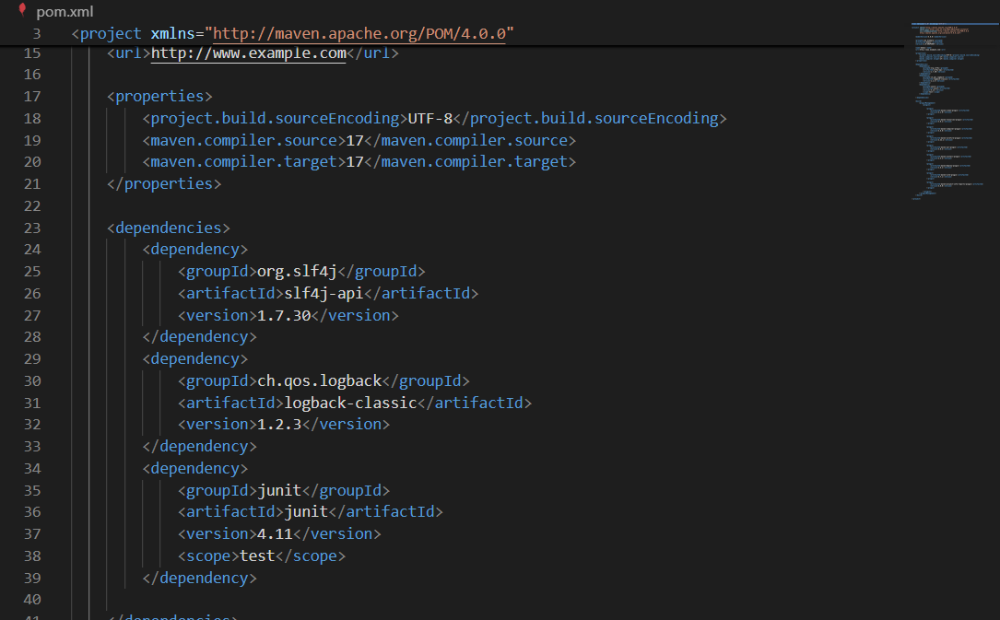 pom.xml
3 <project xmlns="http://maven.apache.org/POM/4.0.0"
15 <url>http://www.example.com</url>
16
17 <properties>
18 <project.build.sourceEncoding>UTF-8</project.build.sourceEncoding>
19 <maven.compiler.source>17</maven.compiler.source>
20 <maven.compiler.target>17</maven.compiler.target>
21 </properties>
22
23 <dependencies>
24 <dependency>
25 <groupId>org.slf4j</groupId>
26 <artifactId>slf4j-api</artifactId>
27 <version>1.7.30</version>
28 </dependency>
29 <dependency>
30 <groupId>ch.qos.logback</groupId>
31 <artifactId>logback-classic</artifactId>
32 <version>1.2.3</version>
33 </dependency>
34 <dependency>
35 <groupId>junit</groupId>
36 <artifactId>junit</artifactId>
37 <version>4.11</version>
38 <scope>test</scope>
39 </dependency>
40
41 </dependencies>